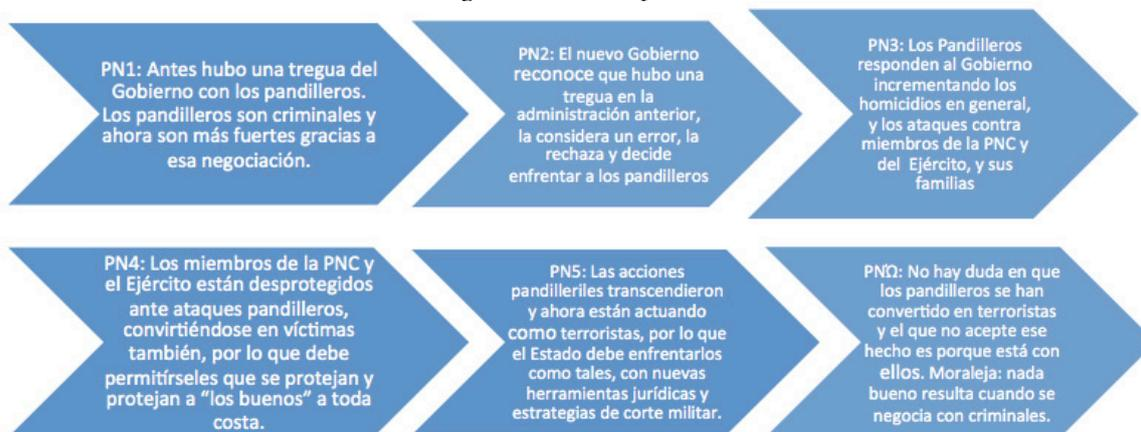 PN1: Antes hubo una tregua del
Gobierno con los pandilleros.
Los pandilleros son criminales y
ahora son más fuertes gracias a
esa negociación.
PN2: El nuevo Gobierno
reconoce que hubo una
tregua en la
administración anterior,
la considera un error, la
rechaza y decide
enfrentar a los pandilleros
PN3: Los Pandilleros
responden al Gobierno
incrementando los
homicidios en general,
y los ataques contra
miembros de la PNC y
del Ejército, y sus
familias
PN4: Los miembros de la PNC y
el Ejército están desprotegidos
ante ataques pandilleros,
convirtiéndose en víctimas
también, por lo que debe
permitírseles que se protejan y
protejan a "los buenos" a toda
costa.
PN5: Las acciones
pandilleriles transcendieron
y ahora están actuando
como terroristas, por lo que
el Estado debe enfrentarlos
como tales, con nuevas
herramientas jurídicas y
estrategias de corte militar.
PNΏ: No hay duda en que
los pandilleros se han
convertido en terroristas
y el que no acepte ese
hecho es porque está con
ellos. Moraleja: nada
bueno resulta cuando se
negocia con criminales.